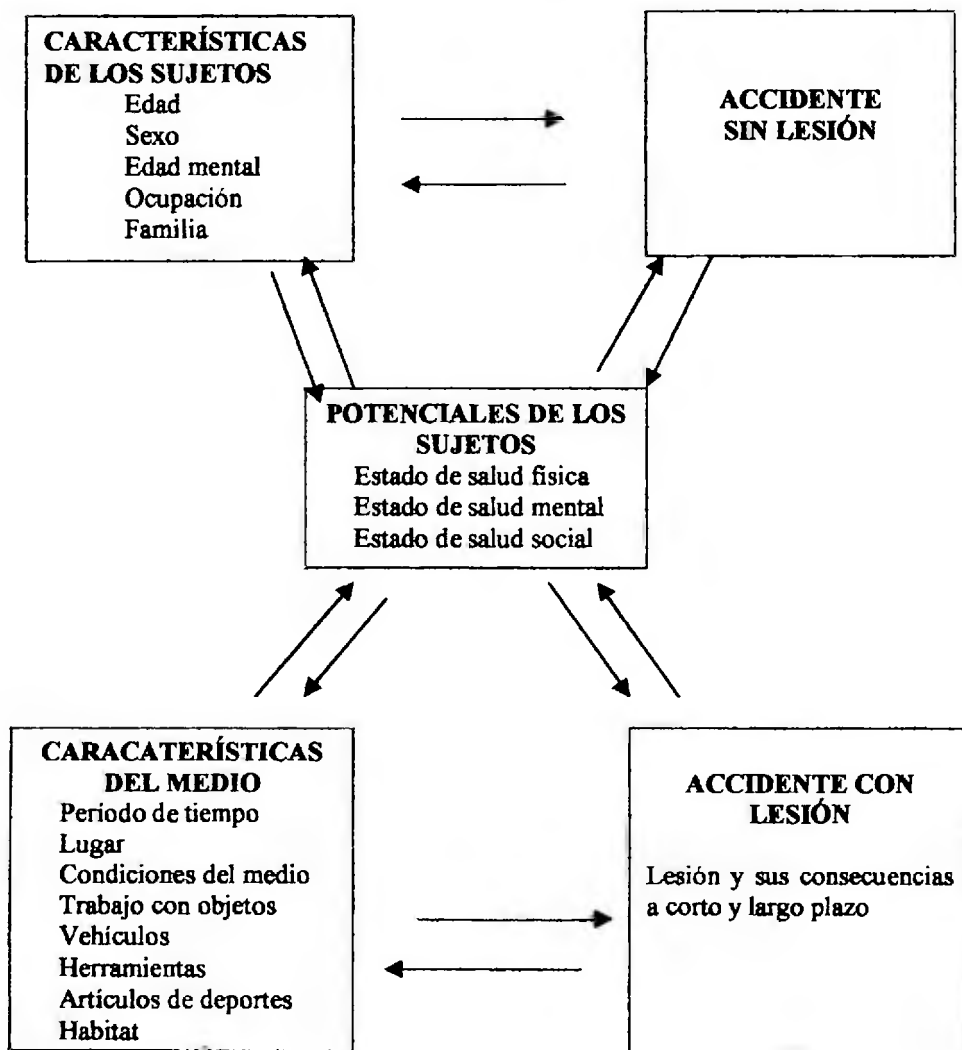 CARACTERÍSTICAS
DE LOS SUJETOS
Edad
Sexo
Edad mental
Ocupación
Familia
ACCIDENTE
SIN LESIÓN
POTENCIALES DE LOS
SUJETOS
Estado de salud física
Estado de salud mental
Estado de salud social
CARACATERÍSTICAS
DEL MEDIO
Período de tiempo
Lugar
Condiciones del medio
Trabajo con objetos
Vehículos
Herramientas
Artículos de deportes
Habitat
ACCIDENTE CON
LESIÓN
Lesión y sus consecuencias
a corto y largo plazo